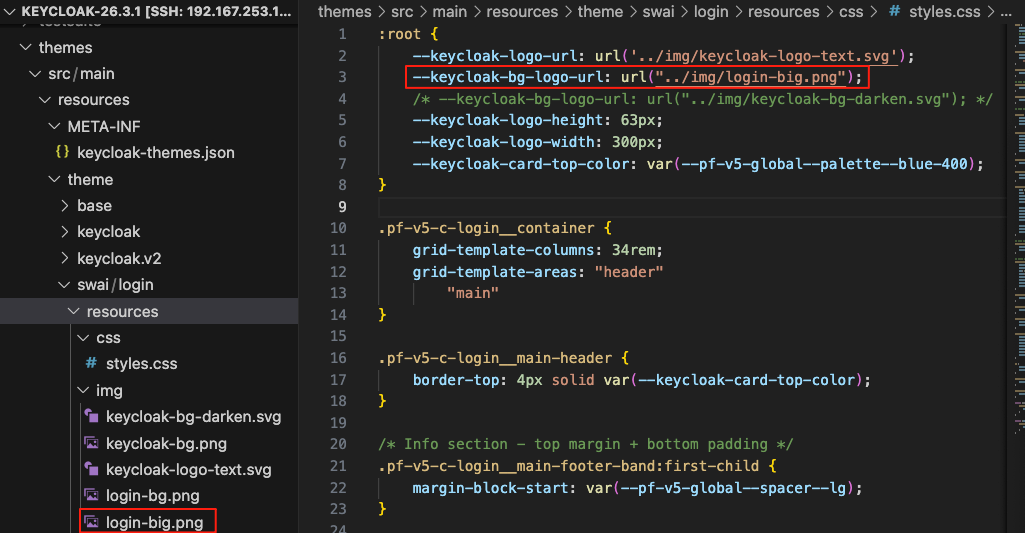 KEYCLOAK-26.3.1 [SSH: 192.167.253.1...
themes
src/main
resources
META-INF
{} keycloak-themes.json
theme
base
keycloak
keycloak.v2
swai/login
resources
css
# styles.css
img
keycloak-bg-darken.svg
keycloak-bg.png
keycloak-logo-text.svg
login-bg.png
login-big.png
themes > src > main > resources > theme > swai > login > resources > css > # styles.css > ...
1 :root {
2 --keycloak-logo-url: url('../img/keycloak-logo-text.svg');
3 --keycloak-bg-logo-url: url("../img/login-big.png");
4 /* --keycloak-bg-logo-url: url("../img/keycloak-bg-darken.svg"); */
5 --keycloak-logo-height: 63px;
6 --keycloak-logo-width: 300px;
7 --keycloak-card-top-color: var(--pf-v5-global--palette--blue-400);
8 }
9
10 .pf-v5-c-login__container {
11 grid-template-columns: 34rem;
12 grid-template-areas: "header"
13 "main"
14 }
15
16 .pf-v5-c-login__main-header {
17 border-top: 4px solid var(--keycloak-card-top-color);
18 }
19
20 /* Info section - top margin + bottom padding */
21 .pf-v5-c-login__main-footer-band:first-child {
22 margin-block-start: var(--pf-v5-global--spacer--lg);
23 }
24